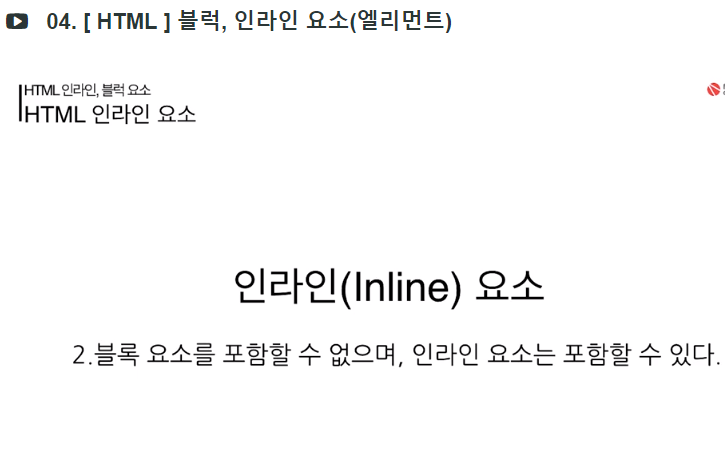 04. [ HTML ] 블럭, 인라인 요소(엘리먼트)
HTML 인라인, 블럭 요소
HTML 인라인 요소
인라인(Inline) 요소
2.블록 요소를 포함할 수 없으며, 인라인 요소는 포함할 수 있다.